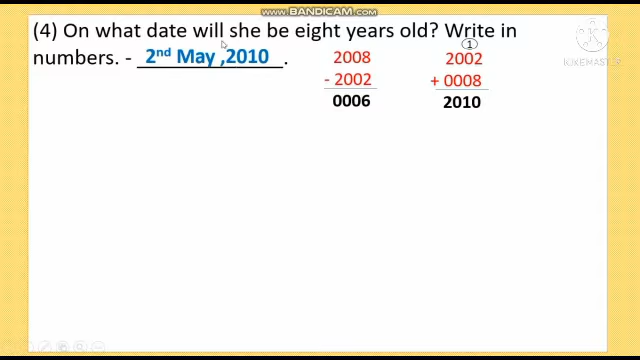 WWW.BANDICAM.COM
(4) On what date will she be eight years old? Write in
numbers. - 2nd May ,2010.
2008
- 2002
0006
1
2002
+ 0008
2010
KINEMASTER